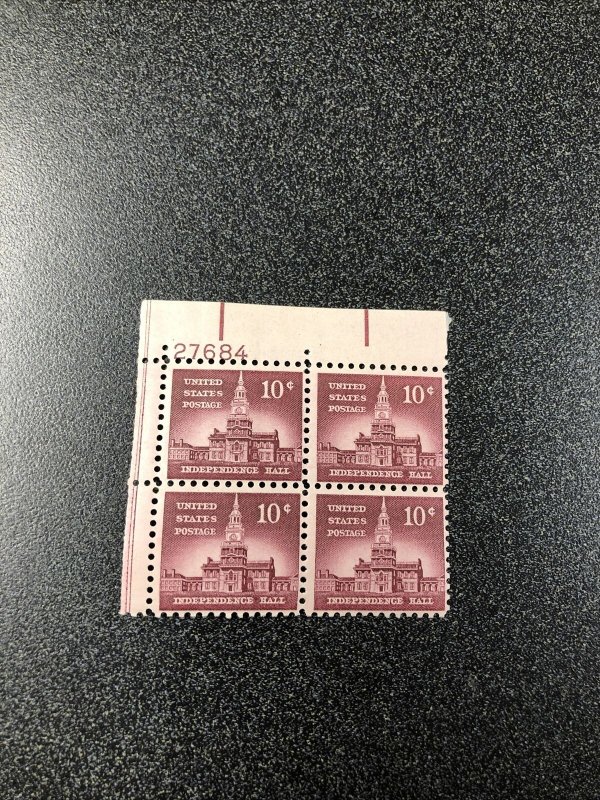 27684
UNITED
STATES
POSTAGE
10¢
INDEPENDENCE HALL
UNITED
STATES
POSTAGE
10¢
INDEPENDENCE HALL
UNITED
STATES
POSTAGE
10¢
INDEPENDENCE HALL
UNITED
STATES
POSTAGE
10¢
INDEPENDENCE HALL